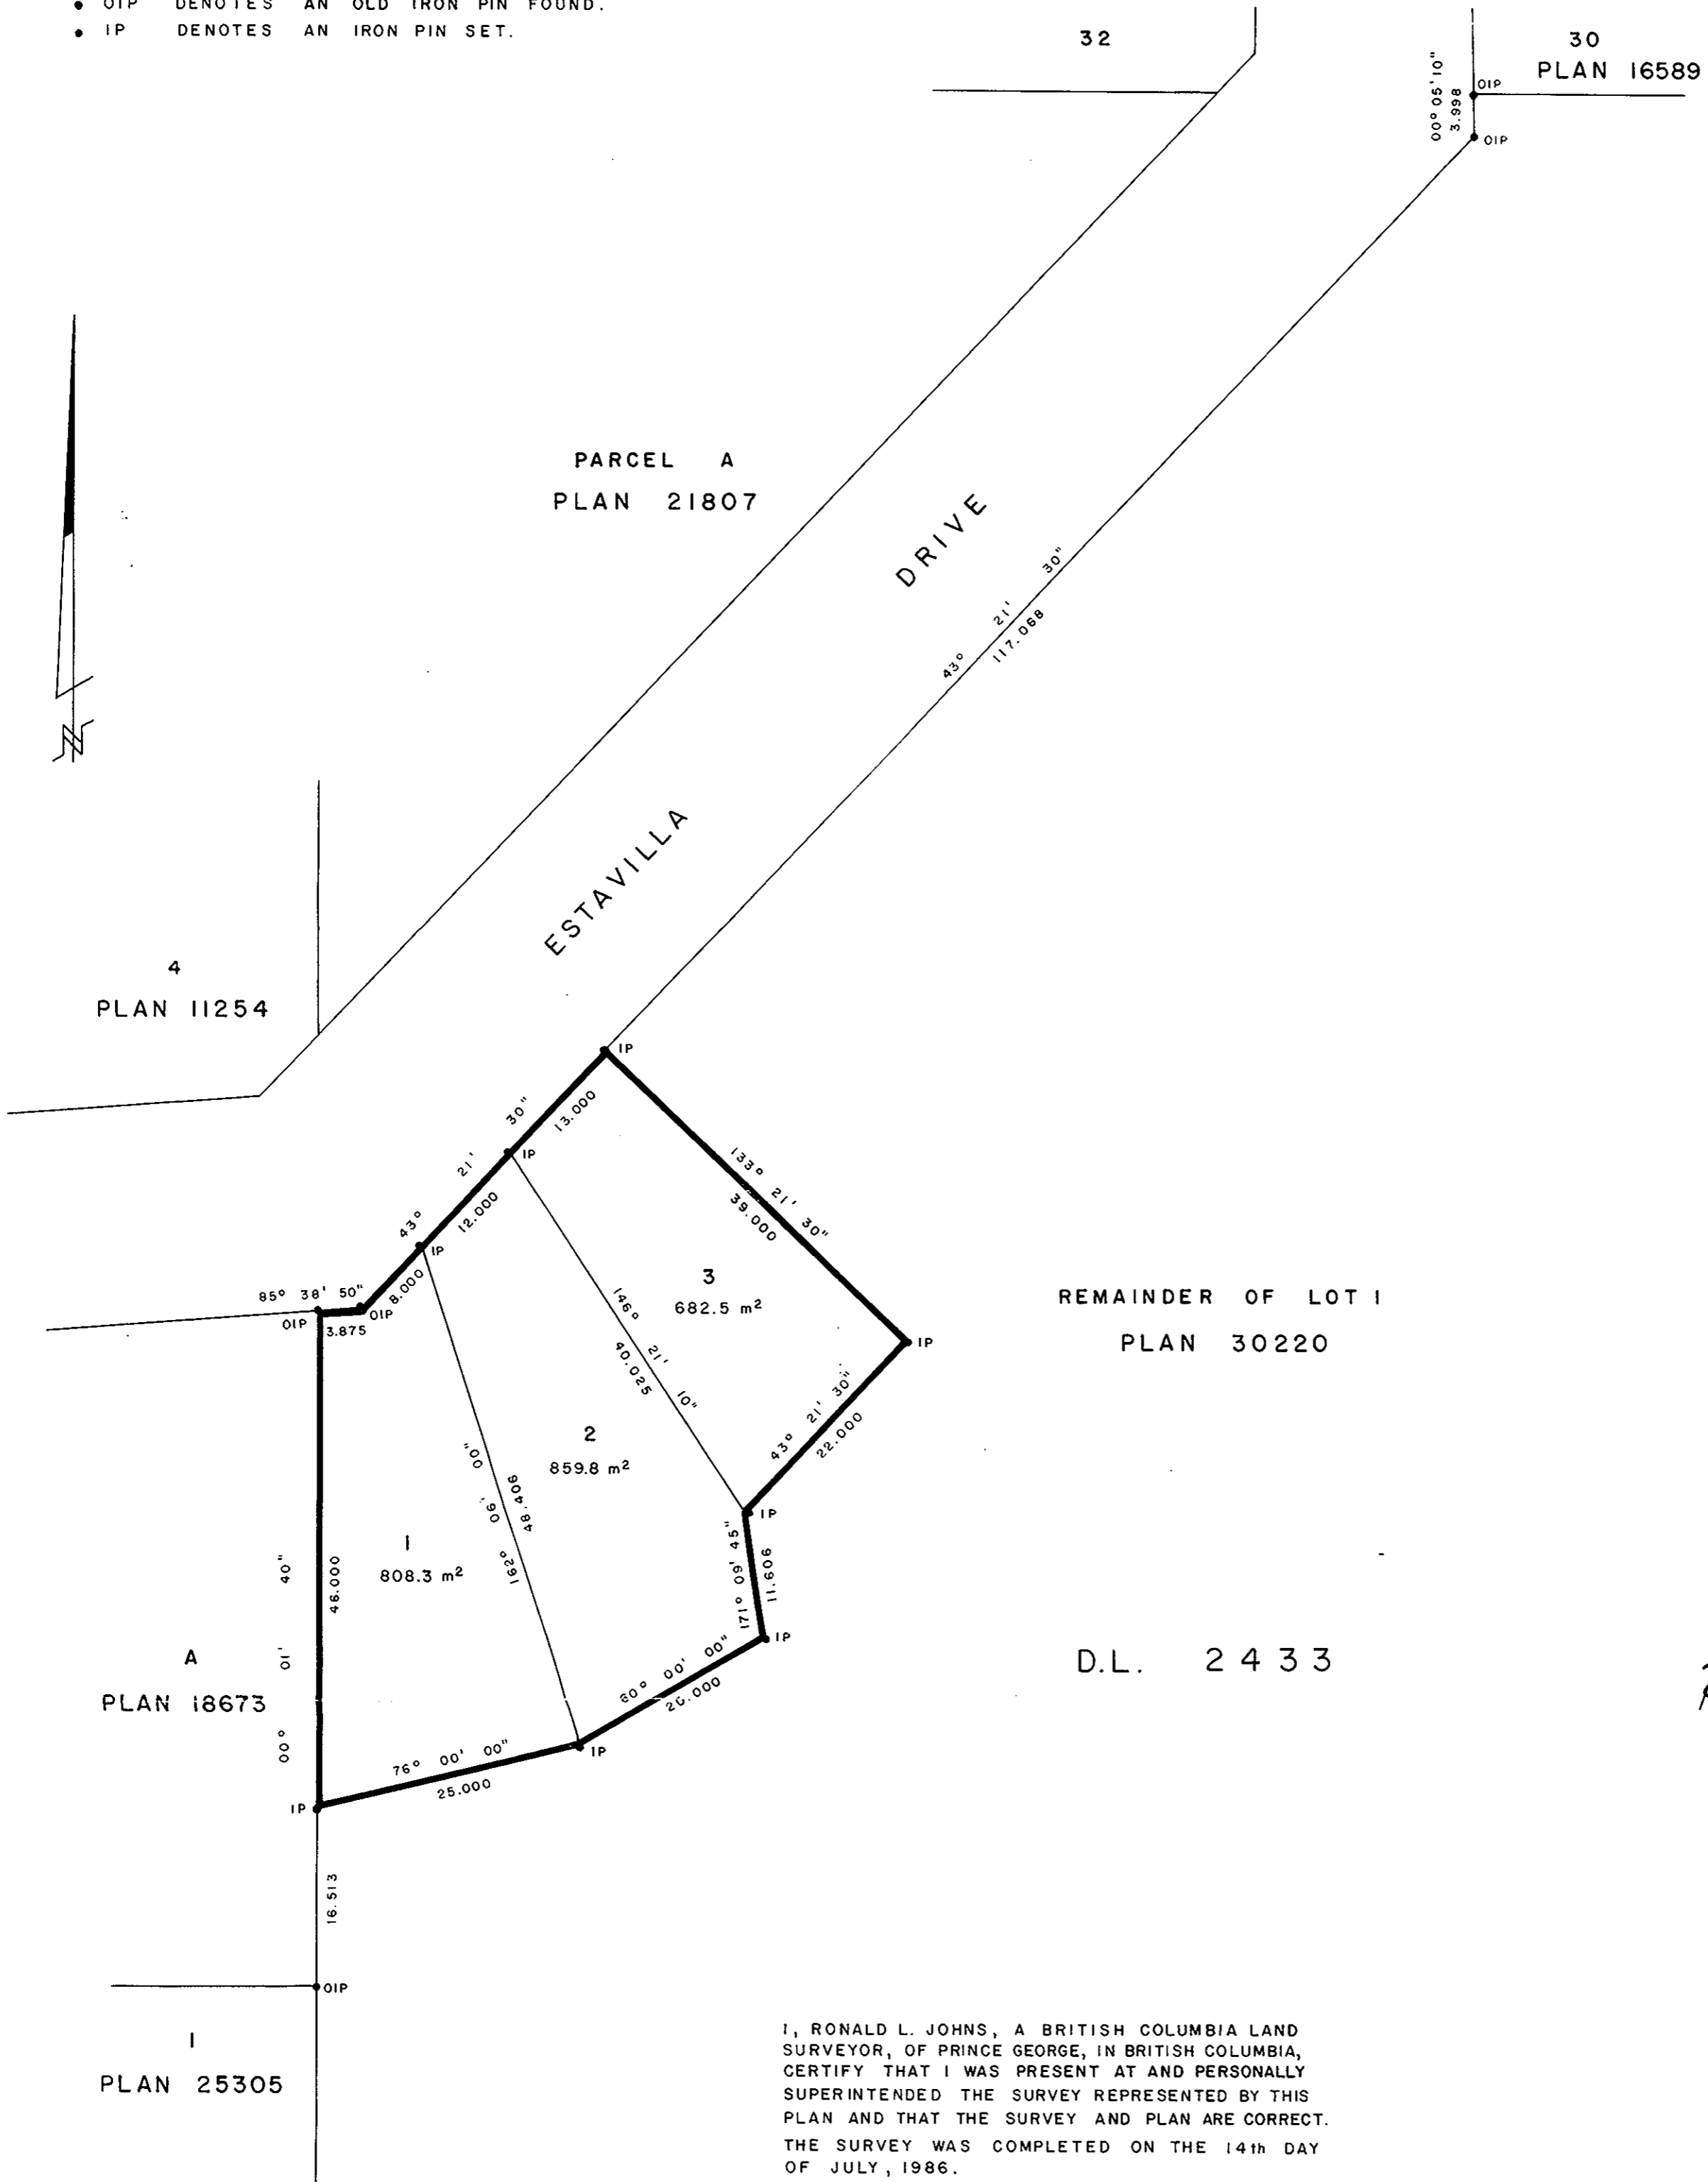 • OIP DENOTES AN OLD IRON PIN FOUND.
• IP DENOTES AN IRON PIN SET.
32
30
PLAN 16589
00° 05' 10"
3.998
OIP
OIP
PARCEL A
PLAN 21807
DRIVE
43° 21' 30"
117.068
N
ESTAVILLA
4
PLAN 11254
IP
43° 21' 30"
13.000
IP
12.000
IP
8.000
133° 21' 30"
39.000
85° 38' 50"
OIP
3.875
OIP
3
682.5 m²
146° 21' 10"
40.025
IP
REMAINDER OF LOT 1
PLAN 30220
43° 21' 30"
22.000
2
859.8 m²
162° 06' 00"
48.406
IP
1
808.3 m²
00° 01' 40"
46.000
171° 09' 45"
11.606
IP
A
PLAN 18673
D.L. 2433
60° 00' 00"
20.000
IP
76° 00' 00"
25.000
IP
16.513
OIP
1
PLAN 25305
I, RONALD L. JOHNS, A BRITISH COLUMBIA LAND
SURVEYOR, OF PRINCE GEORGE, IN BRITISH COLUMBIA,
CERTIFY THAT I WAS PRESENT AT AND PERSONALLY
SUPERINTENDED THE SURVEY REPRESENTED BY THIS
PLAN AND THAT THE SURVEY AND PLAN ARE CORRECT.
THE SURVEY WAS COMPLETED ON THE 14th DAY
OF JULY, 1986.